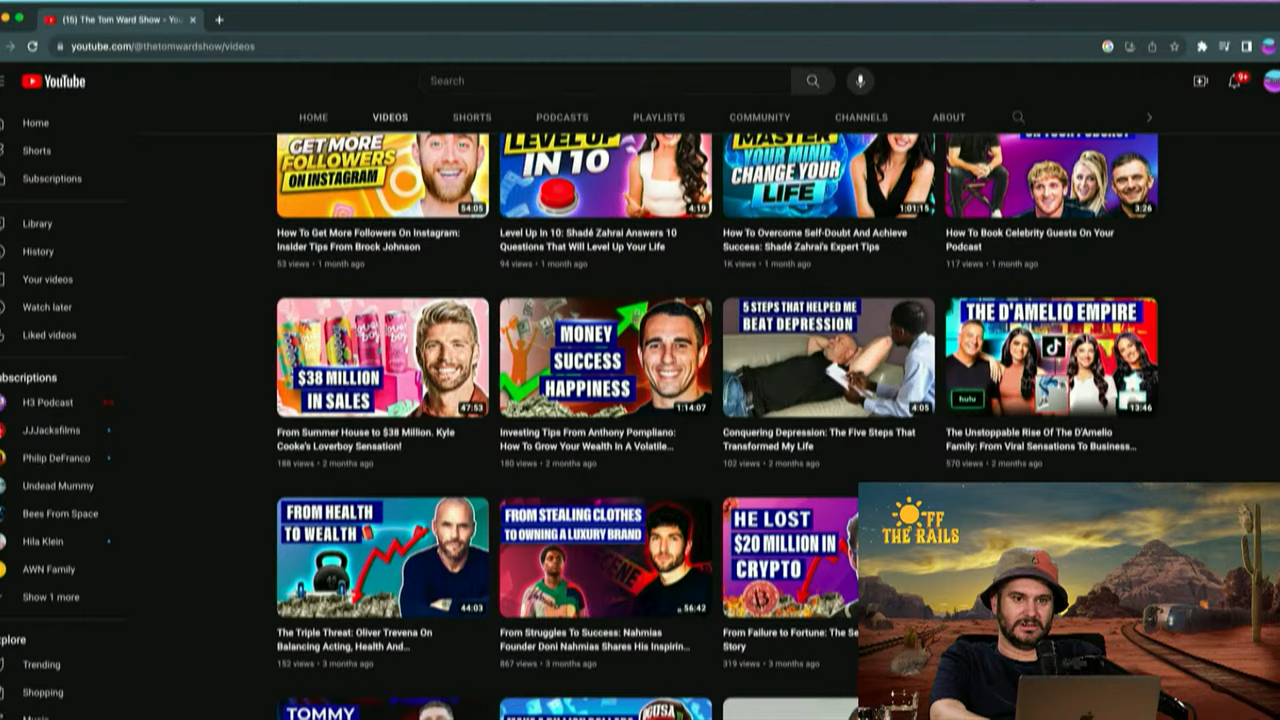 (15) The Tom Ward Show - You
youtube.com/@thetomwardshow/videos
YouTube
Search
9+
HOME
VIDEOS
SHORTS
PODCASTS
PLAYLISTS
COMMUNITY
CHANNELS
ABOUT
Home
Shorts
Subscriptions
Library
History
Your videos
Watch later
Liked videos
ubscriptions
H3 Podcast
JJJacksfilms
Philip DeFranco
Undead Mummy
Bees From Space
Hila Klein
AWN Family
Show 1 more
xplore
Trending
Shopping
GET MORE
FOLLOWERS
ON INSTAGRAM
54:05
How To Get More Followers On Instagram:
Insider Tips From Brock Johnson
53 views • 1 month ago
LEVEL UP
IN 10
4:19
Level Up In 10: Shadé Zahrai Answers 10
Questions That Will Level Up Your Life
94 views • 1 month ago
MASTER
YOUR MIND
CHANGE YOUR
LIFE
1:01:15
How To Overcome Self-Doubt And Achieve
Success: Shadé Zahrai's Expert Tips
1K views • 1 month ago
ON YOUR PODCAST
3:26
How To Book Celebrity Guests On Your
Podcast
117 views • 1 month ago
$38 MILLION
IN SALES
47:53
From Summer House to $38 Million. Kyle
Cooke's Loverboy Sensation!
188 views • 2 months ago
MONEY
SUCCESS
HAPPINESS
1:14:07
Investing Tips From Anthony Pompliano:
How To Grow Your Wealth In A Volatile...
180 views • 2 months ago
5 STEPS THAT HELPED ME
BEAT DEPRESSION
4:05
Conquering Depression: The Five Steps That
Transformed My Life
102 views • 2 months ago
THE D'AMELIO EMPIRE
hulu
13:46
The Unstoppable Rise Of The D'Amelio
Family: From Viral Sensations To Business...
570 views • 2 months ago
FROM HEALTH
TO WEALTH
44:03
The Triple Threat: Oliver Trevena On
Balancing Acting, Health And...
152 views • 3 months ago
FROM STEALING CLOTHES
TO OWNING A LUXURY BRAND
56:42
From Struggles To Success: Nahmias
Founder Doni Nahmias Shares His Inspirin...
867 views • 3 months ago
HE LOST
$20 MILLION IN
CRYPTO
From Failure to Fortune: The Se
Story
319 views • 3 months ago
TOMMY
MAKE A BILLION DOLLARS
OFF
THE RAILS